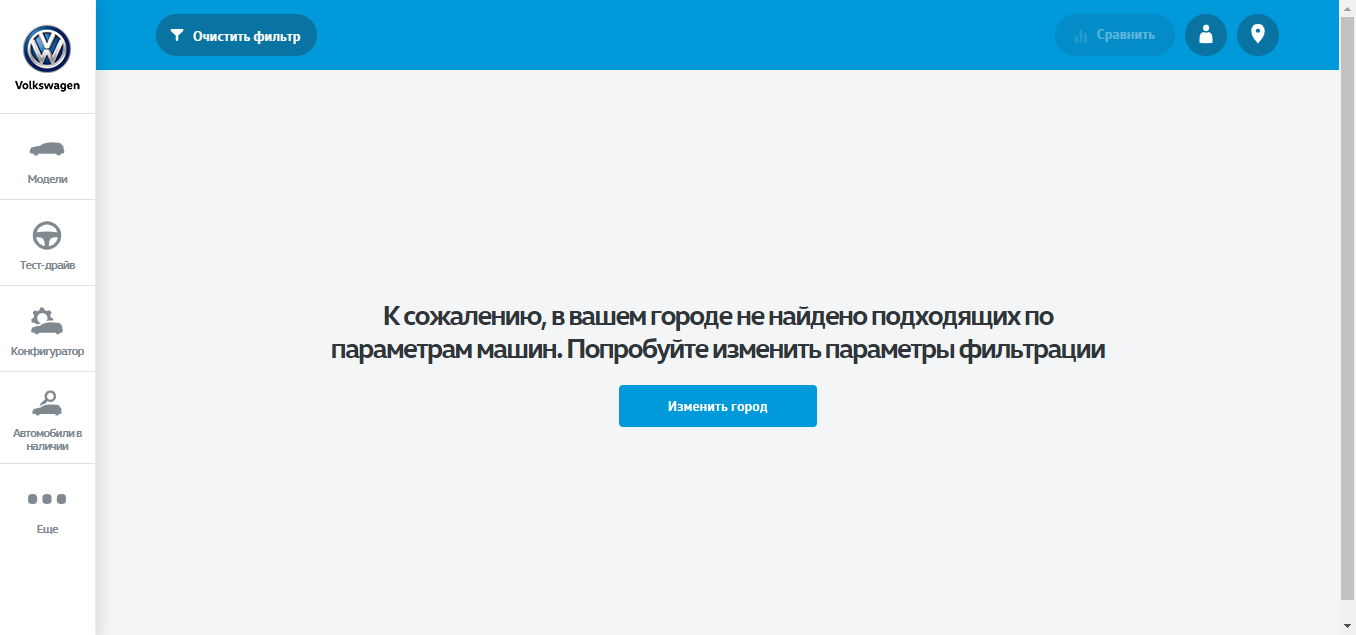 Volkswagen
Модели
Тест-драйв
Конфигуратор
Автомобили в
наличии
Еще
Очистить фильтр
Сравнить
К сожалению, в вашем городе не найдено подходящих по
параметрам машин. Попробуйте изменить параметры фильтрации
Изменить город